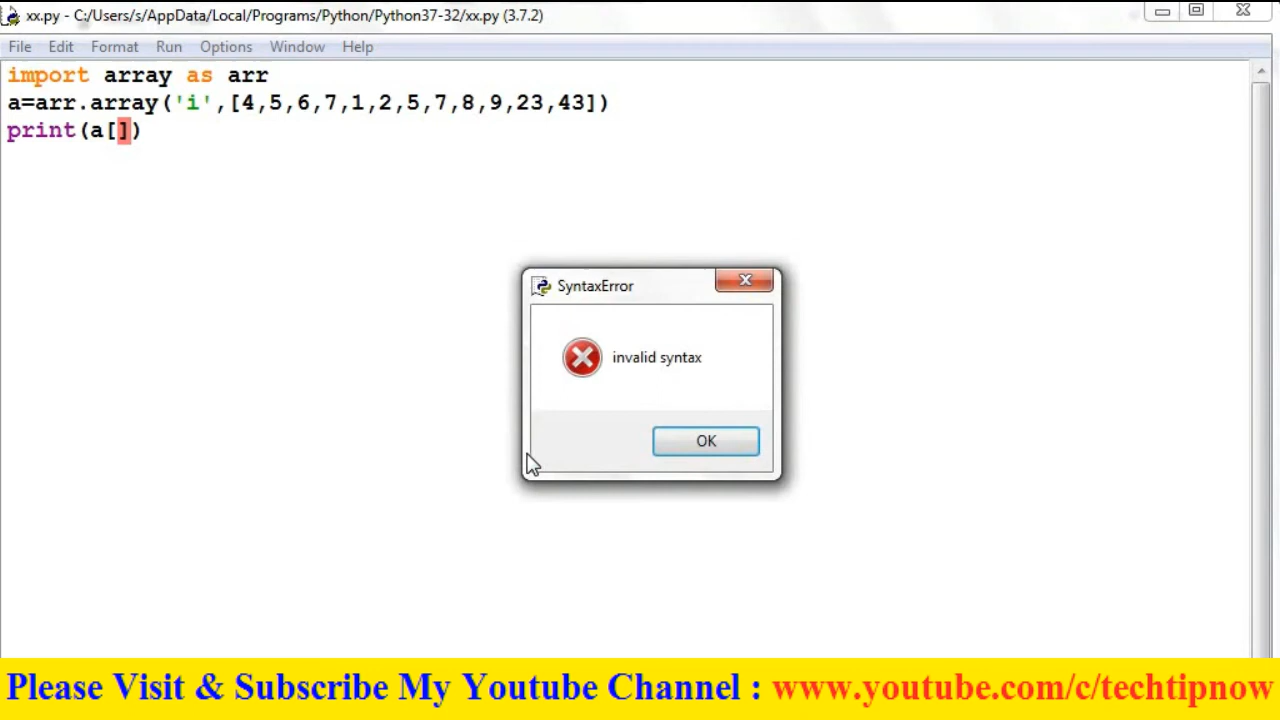 xx.py - C:/Users/s/AppData/Local/Programs/Python/Python37-32/xx.py (3.7.2)
File Edit Format Run Options Window Help
import array as arr
a=arr.array('i',[4,5,6,7,1,2,5,7,8,9,23,43])
print(a[])
SyntaxError
invalid syntax
OK
Please Visit & Subscribe My Youtube Channel : www.youtube.com/c/techtipnow